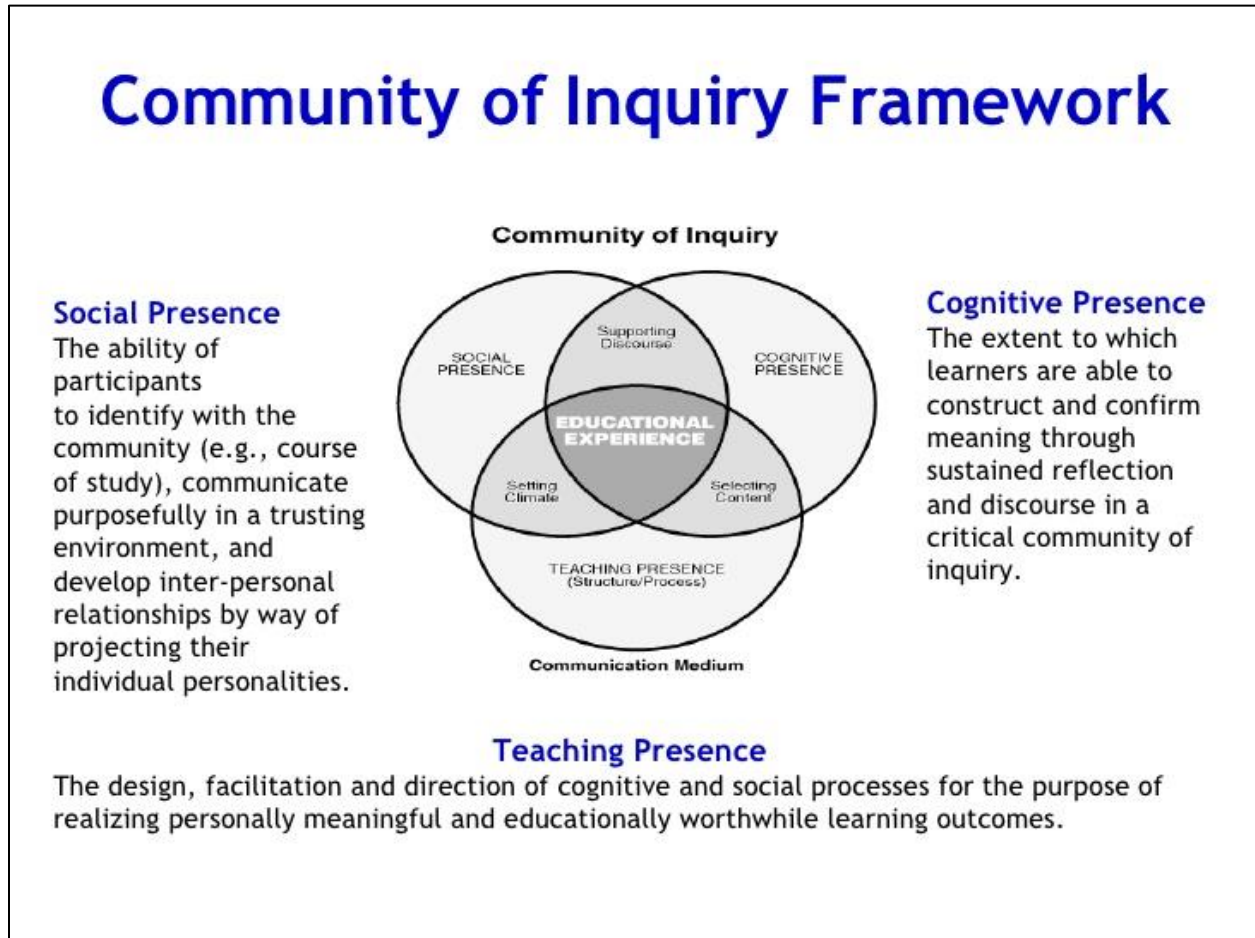 Community of Inquiry Framework
Community of Inquiry
Social Presence
The ability of
participants
to identify with the
community (e.g., course
of study), communicate
purposefully in a trusting
environment, and
develop inter-personal
relationships by way of
projecting their
individual personalities.
SOCIAL
PRESENCE
Supporting
Discourse
COGNITIVE
PRESENCE
EDUCATIONAL
EXPERIENCE
Setting
Climate
Selecting
Content
TEACHING PRESENCE
(Structure/Process)
Communication Medium
Cognitive Presence
The extent to which
learners are able to
construct and confirm
meaning through
sustained reflection
and discourse in a
critical community of
inquiry.
Teaching Presence
The design, facilitation and direction of cognitive and social processes for the purpose of
realizing personally meaningful and educationally worthwhile learning outcomes.